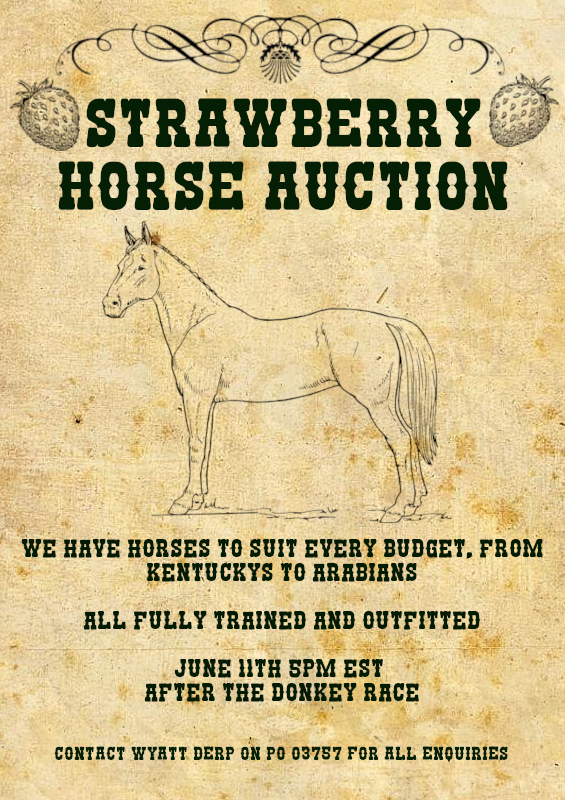 STRAWBERRY
HORSE AUCTION
WE HAVE HORSES TO SUIT EVERY BUDGET, FROM
KENTUCKYS TO ARABIANS
ALL FULLY TRAINED AND OUTFITTED
JUNE 11TH 5PM EST
AFTER THE DONKEY RACE
CONTACT WYATT DERP ON PO 03757 FOR ALL ENQUIRIES